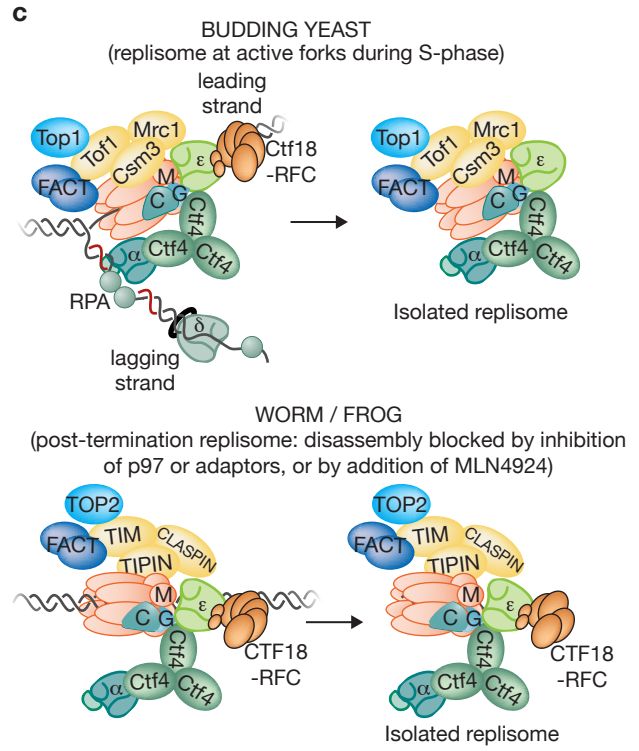 c
BUDDING YEAST
(replisome at active forks during S-phase)
leading
strand
Top1
Tof1
Mrc1
Csm3
FACT
M
C
G
ε
Ctf18
-RFC
Ctf4
Ctf4
Ctf4
α
RPA
δ
lagging
strand
Top1
Tof1
Mrc1
Csm3
FACT
M
C
G
ε
Ctf4
Ctf4
Ctf4
α
Isolated replisome
WORM / FROG
(post-termination replisome: disassembly blocked by inhibition
of p97 or adaptors, or by addition of MLN4924)
TOP2
FACT
TIM
CLASPIN
TIPIN
M
C
G
ε
CTF18
-RFC
Ctf4
Ctf4
Ctf4
α
TOP2
FACT
TIM
CLASPIN
TIPIN
M
C
G
ε
CTF18
-RFC
Ctf4
Ctf4
Ctf4
α
Isolated replisome